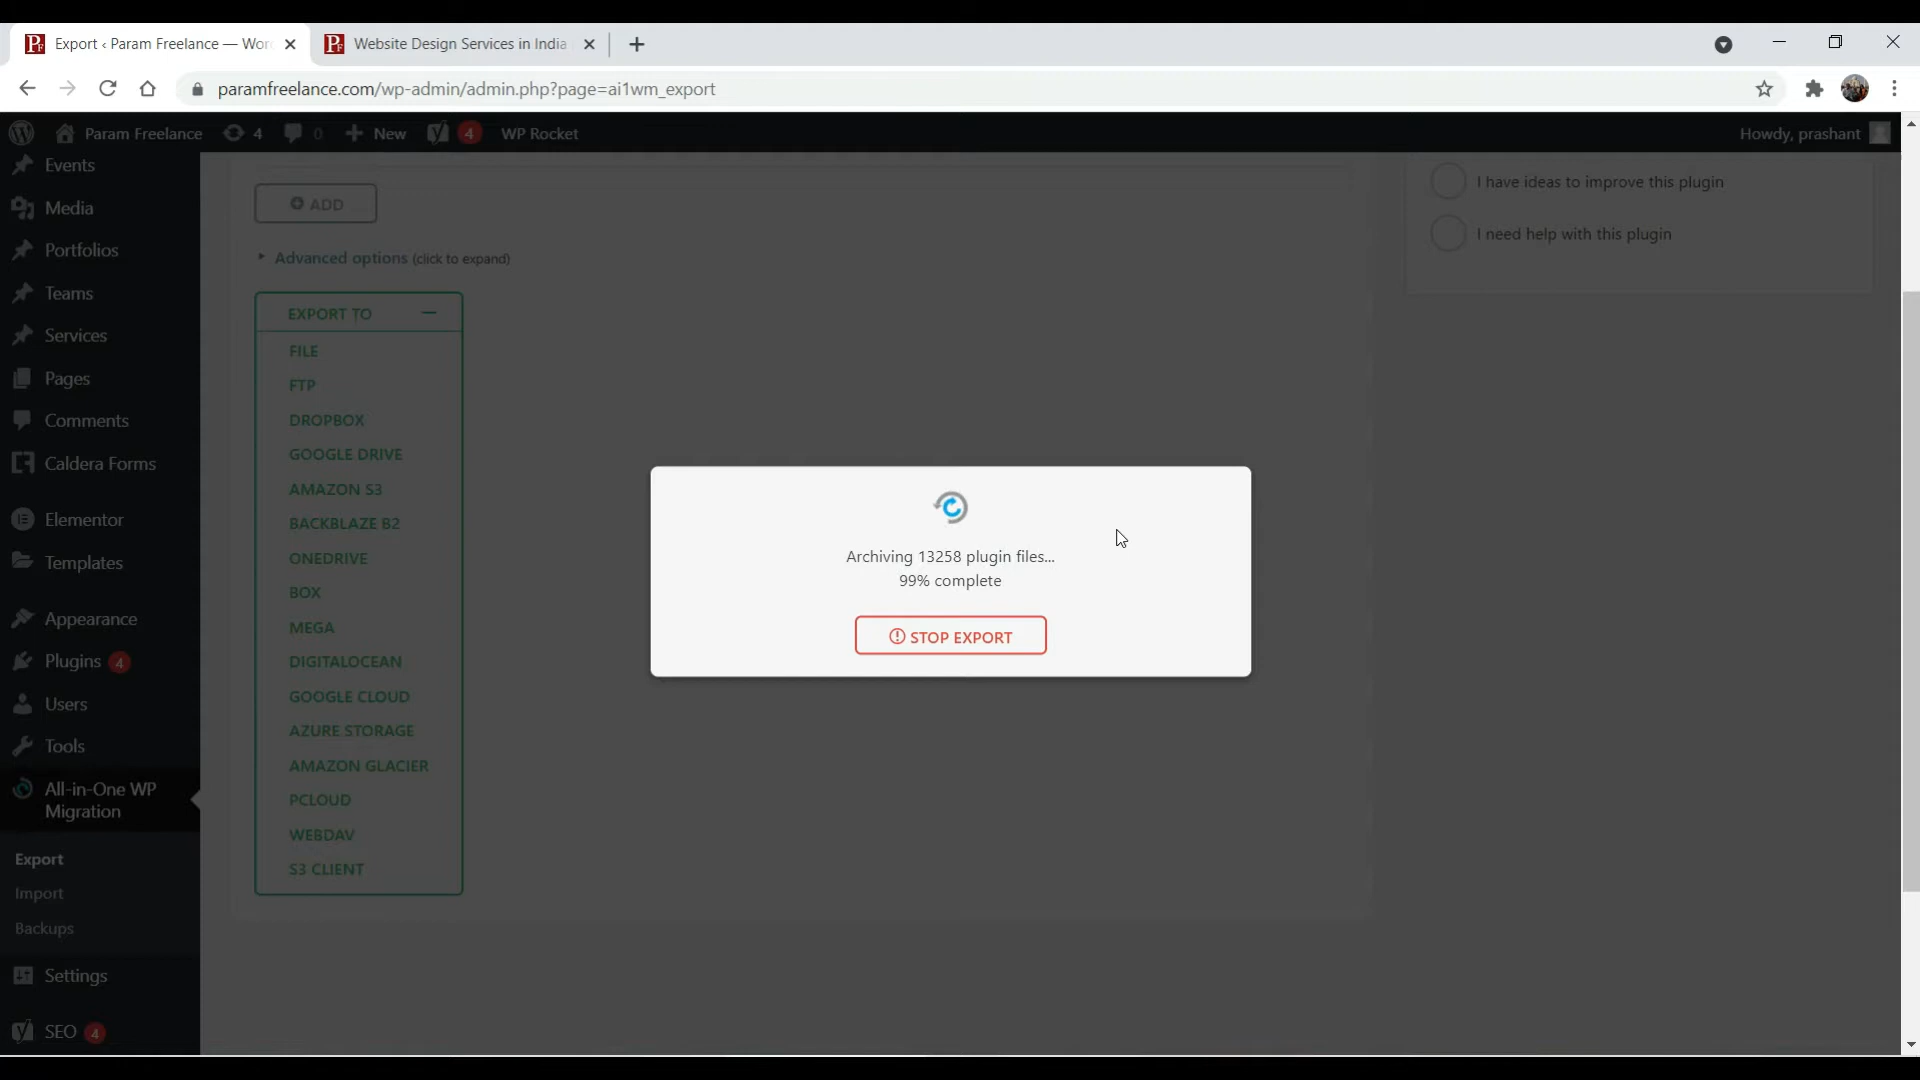 Export ‹ Param Freelance — Wor
Website Design Services in India
paramfreelance.com/wp-admin/admin.php?page=ai1wm_export
Param Freelance
4
0
New
4
WP Rocket
Howdy, prashant
Events
Media
Portfolios
Teams
Services
Pages
Comments
Caldera Forms
Elementor
Templates
Appearance
Plugins 4
Users
Tools
All-in-One WP
Migration
Export
Import
Backups
Settings
SEO 4
ADD
Advanced options (click to expand)
EXPORT TO
FILE
FTP
DROPBOX
GOOGLE DRIVE
AMAZON S3
BACKBLAZE B2
ONEDRIVE
BOX
MEGA
DIGITALOCEAN
GOOGLE CLOUD
AZURE STORAGE
AMAZON GLACIER
PCLOUD
WEBDAV
S3 CLIENT
Archiving 13258 plugin files...
99% complete
STOP EXPORT
I have ideas to improve this plugin
I need help with this plugin